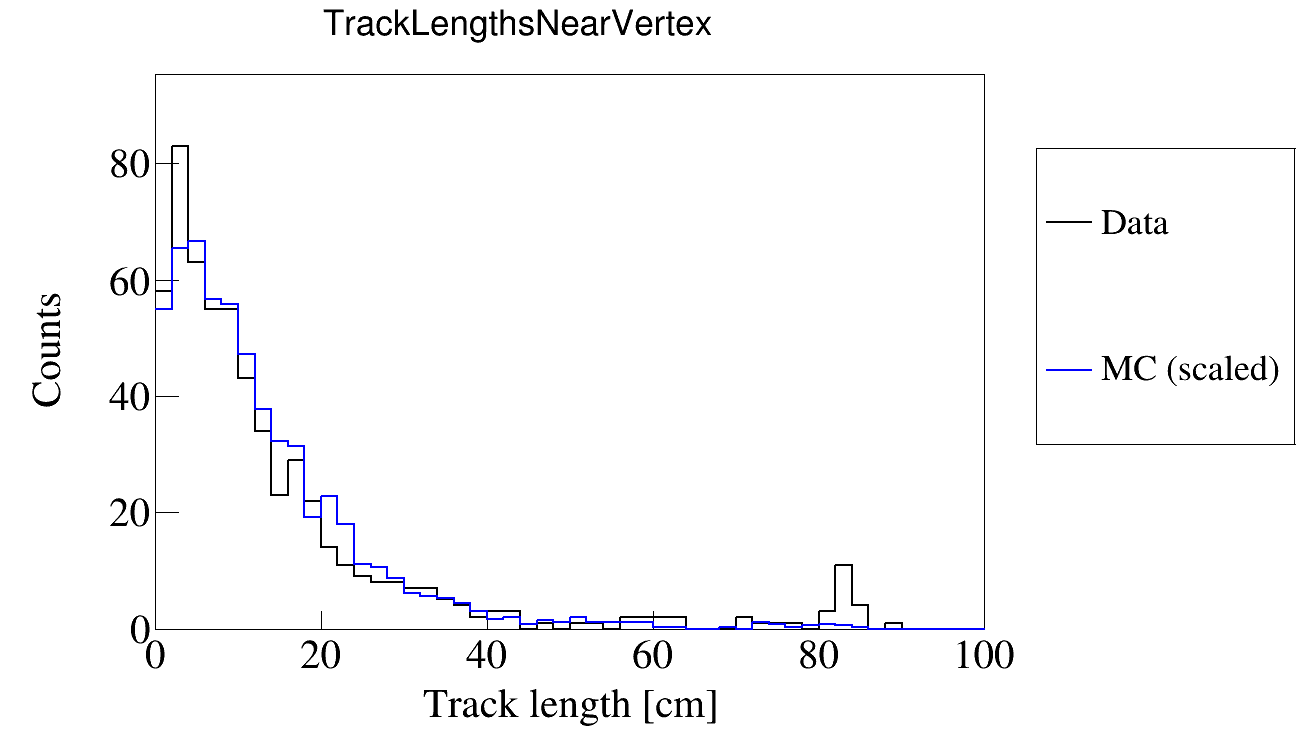 TrackLengthsNearVertex
80
60
40
20
0
0 20 40 60 80 100
Counts
Track length [cm]
Data
MC (scaled)